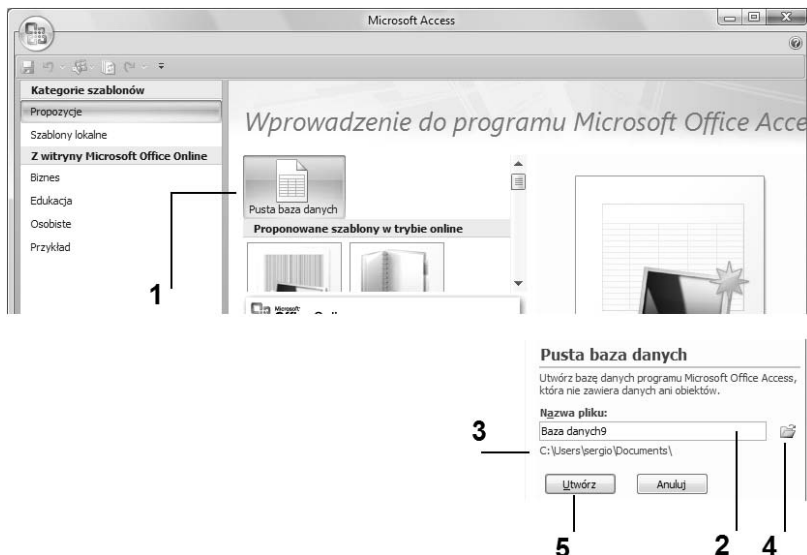 Microsoft Access
Kategorie szablonów
Propozycje
Szablony lokalne
Z witryny Microsoft Office Online
Biznes
Edukacja
Osobiste
Przykład
Wprowadzenie do programu Microsoft Office Acce
Pusta baza danych
Proponowane szablony w trybie online
Microsoft
1
Pusta baza danych
Utwórz bazę danych programu Microsoft Office Access,
która nie zawiera danych ani obiektów.
Nazwa pliku:
Baza danych9
3
C:\Users\sergio\Documents\
Utwórz Anuluj
5 2 4